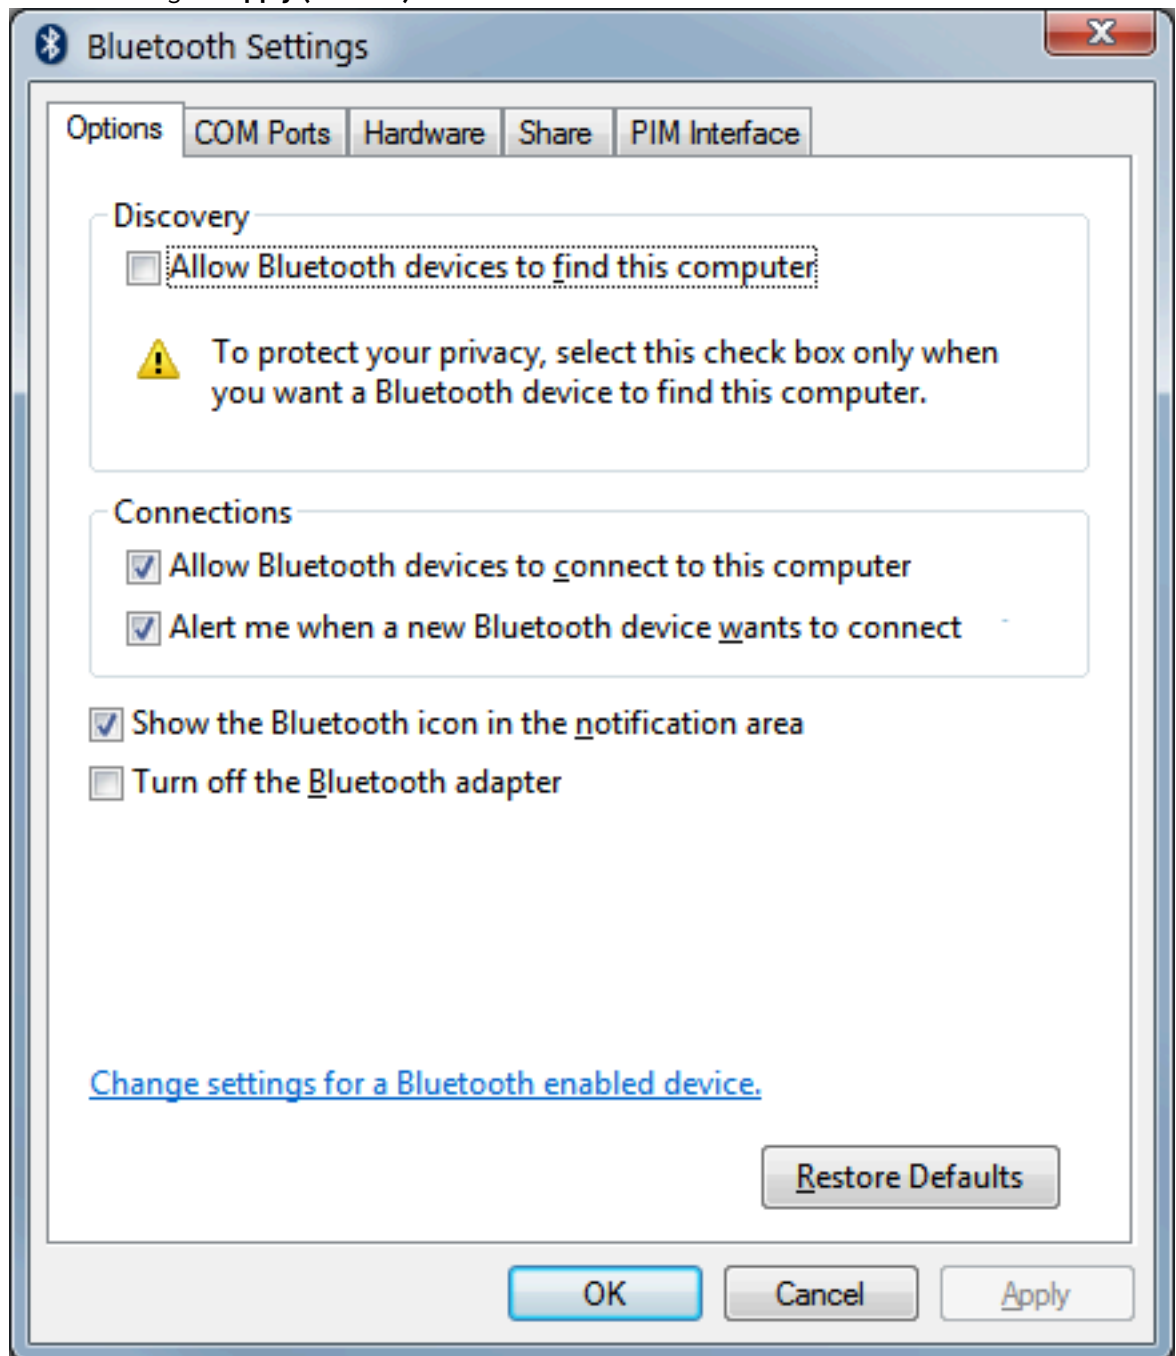 Bluetooth Settings
Options COM Ports Hardware Share PIM Interface
Discovery
Allow Bluetooth devices to find this computer
To protect your privacy, select this check box only when
you want a Bluetooth device to find this computer.
Connections
Allow Bluetooth devices to connect to this computer
Alert me when a new Bluetooth device wants to connect
Show the Bluetooth icon in the notification area
Turn off the Bluetooth adapter
Change settings for a Bluetooth enabled device.
Restore Defaults
OK Cancel Apply